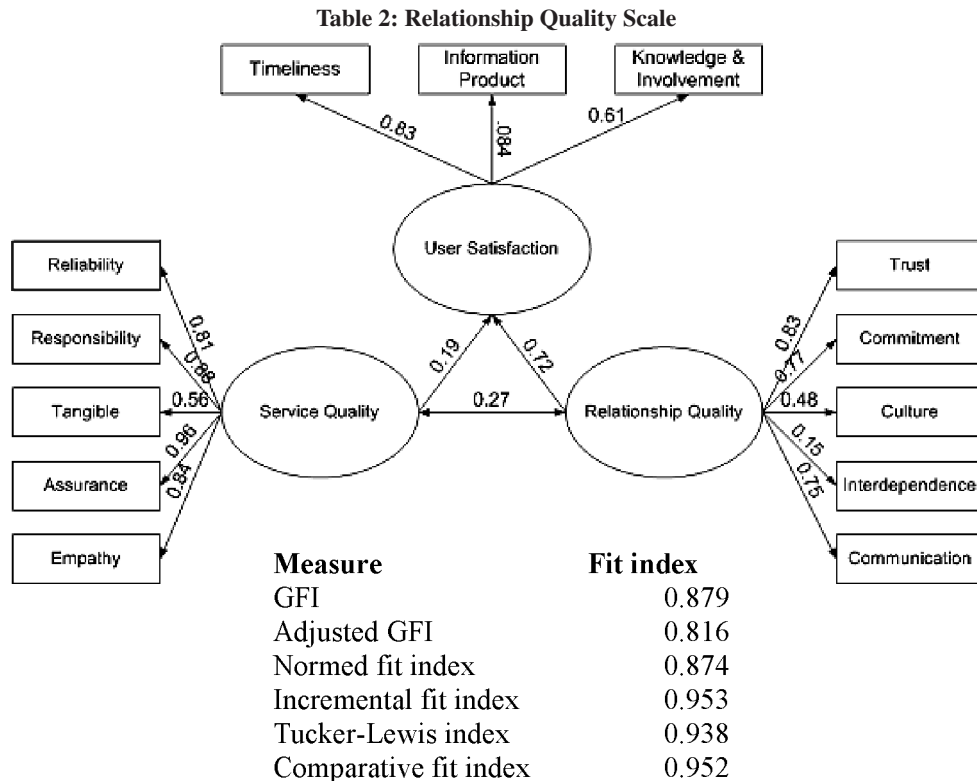 Table 2: Relationship Quality Scale
Timeliness
Information
Product
Knowledge &
Involvement
0.83
.084
0.61
User Satisfaction
Reliability
Responsibility
Tangible
Assurance
Empathy
0.81
0.88
0.56
0.96
0.84
Service Quality
0.19
0.72
0.27
Relationship Quality
0.83
0.77
0.48
0.15
0.75
Trust
Commitment
Culture
Interdependence
Communication
Measure Fit index
GFI 0.879
Adjusted GFI 0.816
Normed fit index 0.874
Incremental fit index 0.953
Tucker-Lewis index 0.938
Comparative fit index 0.952